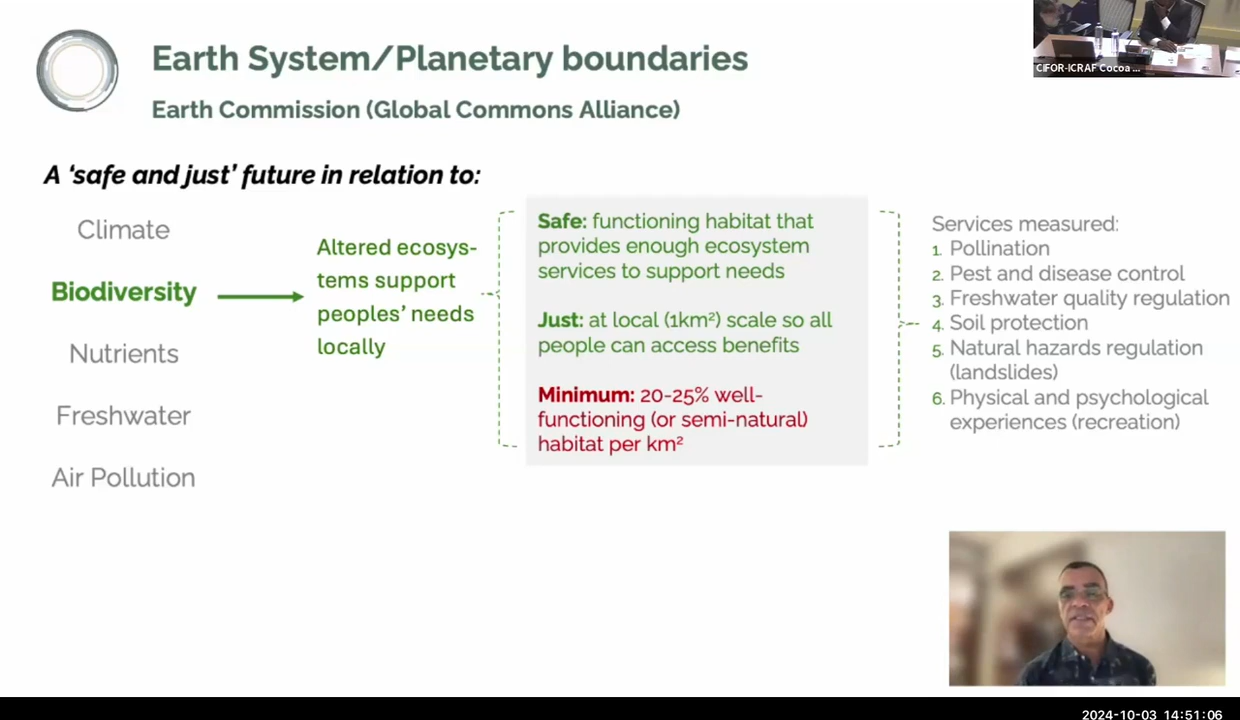 Earth System/Planetary boundaries
Earth Commission (Global Commons Alliance)
CIFOR-ICRAF Cocoa ...
A ‘safe and just’ future in relation to:
Climate
Biodiversity
Nutrients
Freshwater
Air Pollution
Altered ecosys-
tems support
peoples’ needs
locally
Safe: functioning habitat that
provides enough ecosystem
services to support needs
Just: at local (1km²) scale so all
people can access benefits
Minimum: 20-25% well-
functioning (or semi-natural)
habitat per km²
Services measured:
1. Pollination
2. Pest and disease control
3. Freshwater quality regulation
4. Soil protection
5. Natural hazards regulation
(landslides)
6. Physical and psychological
experiences (recreation)
2024-10-03 14:51:06